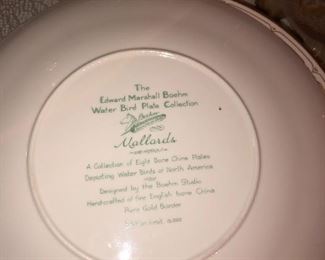 The
Edward Marshall Boehm
Water Bird Plate Collection
Boehm
Mallards
A Collection of Eight Bone China Plates
Depicting Water Birds of North America
Designed by the Boehm Studio
Handcrafted of fine English Bone China
Pure Gold Border